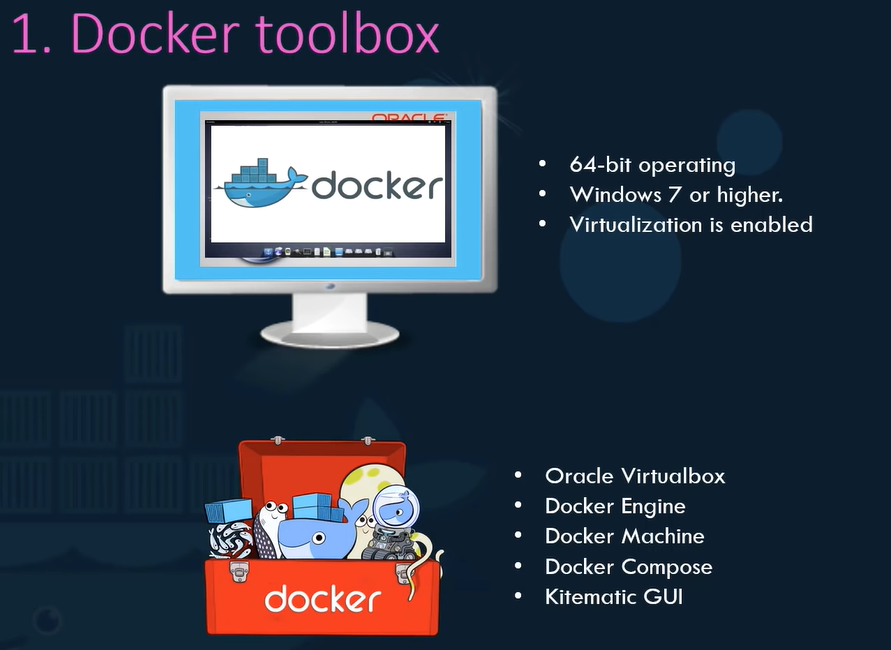 1. Docker toolbox
ORACLE
docker
• 64-bit operating
• Windows 7 or higher.
• Virtualization is enabled
docker
• Oracle Virtualbox
• Docker Engine
• Docker Machine
• Docker Compose
• Kitematic GUI